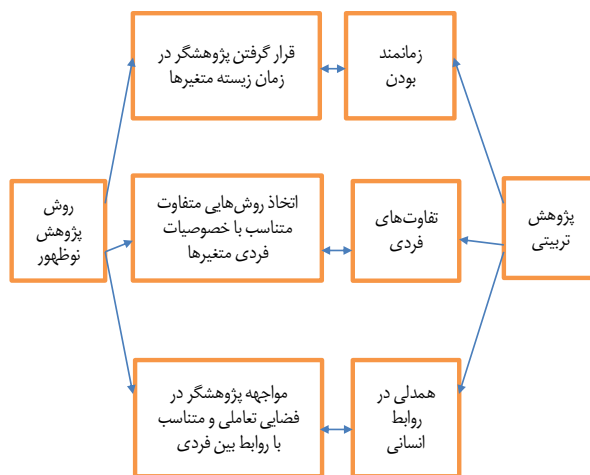 زمانمند
بودن
قرار گرفتن پژوهشگر در
زمان زیسته متغیرها
پژوهش
تربیتی
تفاوت‌های
فردی
اتخاذ روش‌هایی متفاوت
متناسب با خصوصیات
فردی متغیرها
روش
پژوهش
نوظهور
همدلی در
روابط
انسانی
مواجهه پژوهشگر در
فضایی تعاملی و متناسب
با روابط بین فردی